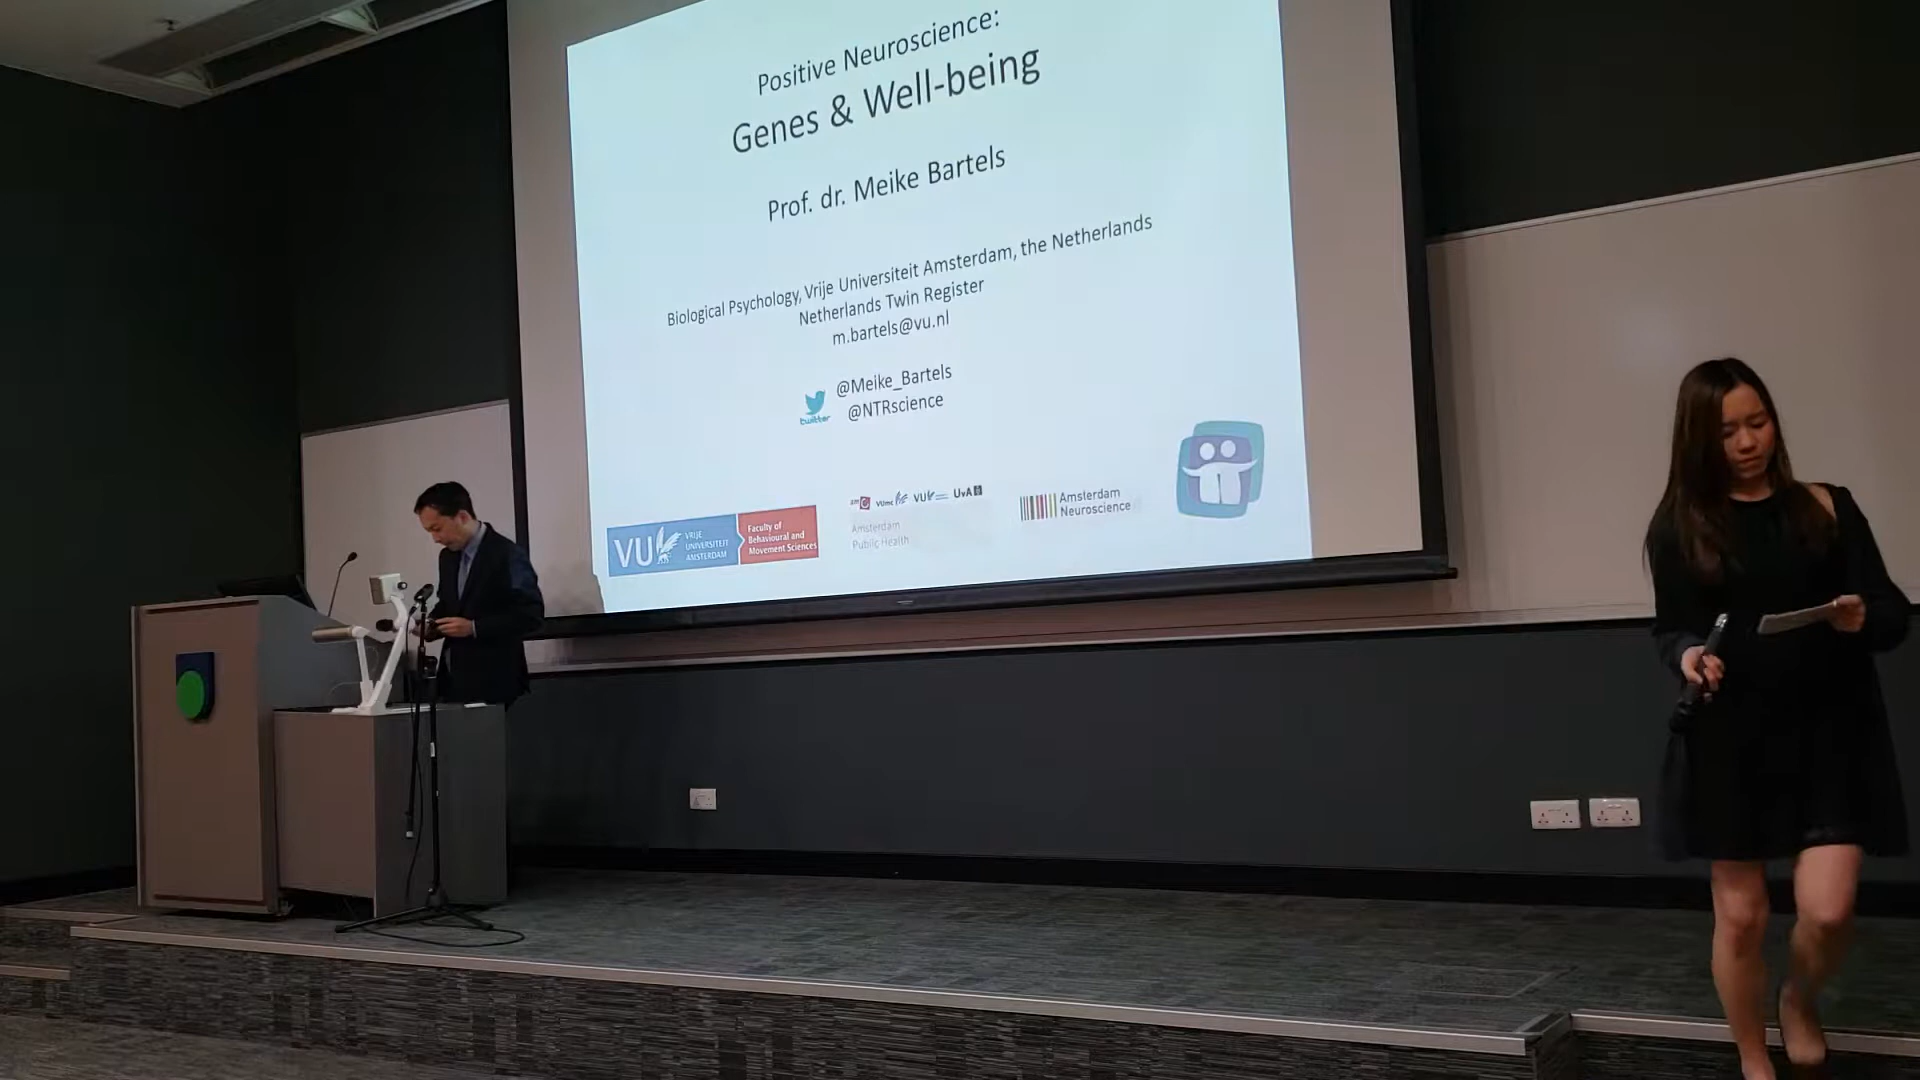 Positive Neuroscience:
Genes & Well-being
Prof. dr. Meike Bartels
Biological Psychology, Vrije Universiteit Amsterdam, the Netherlands
Netherlands Twin Register
m.bartels@vu.nl
@Meike_Bartels
@NTRscience
twitter
VU
VRIJE
UNIVERSITEIT
AMSTERDAM
Faculty of
Behavioural and
Movement Sciences
VUmc
VU
UvA
Amsterdam
Public Health
Amsterdam
Neuroscience